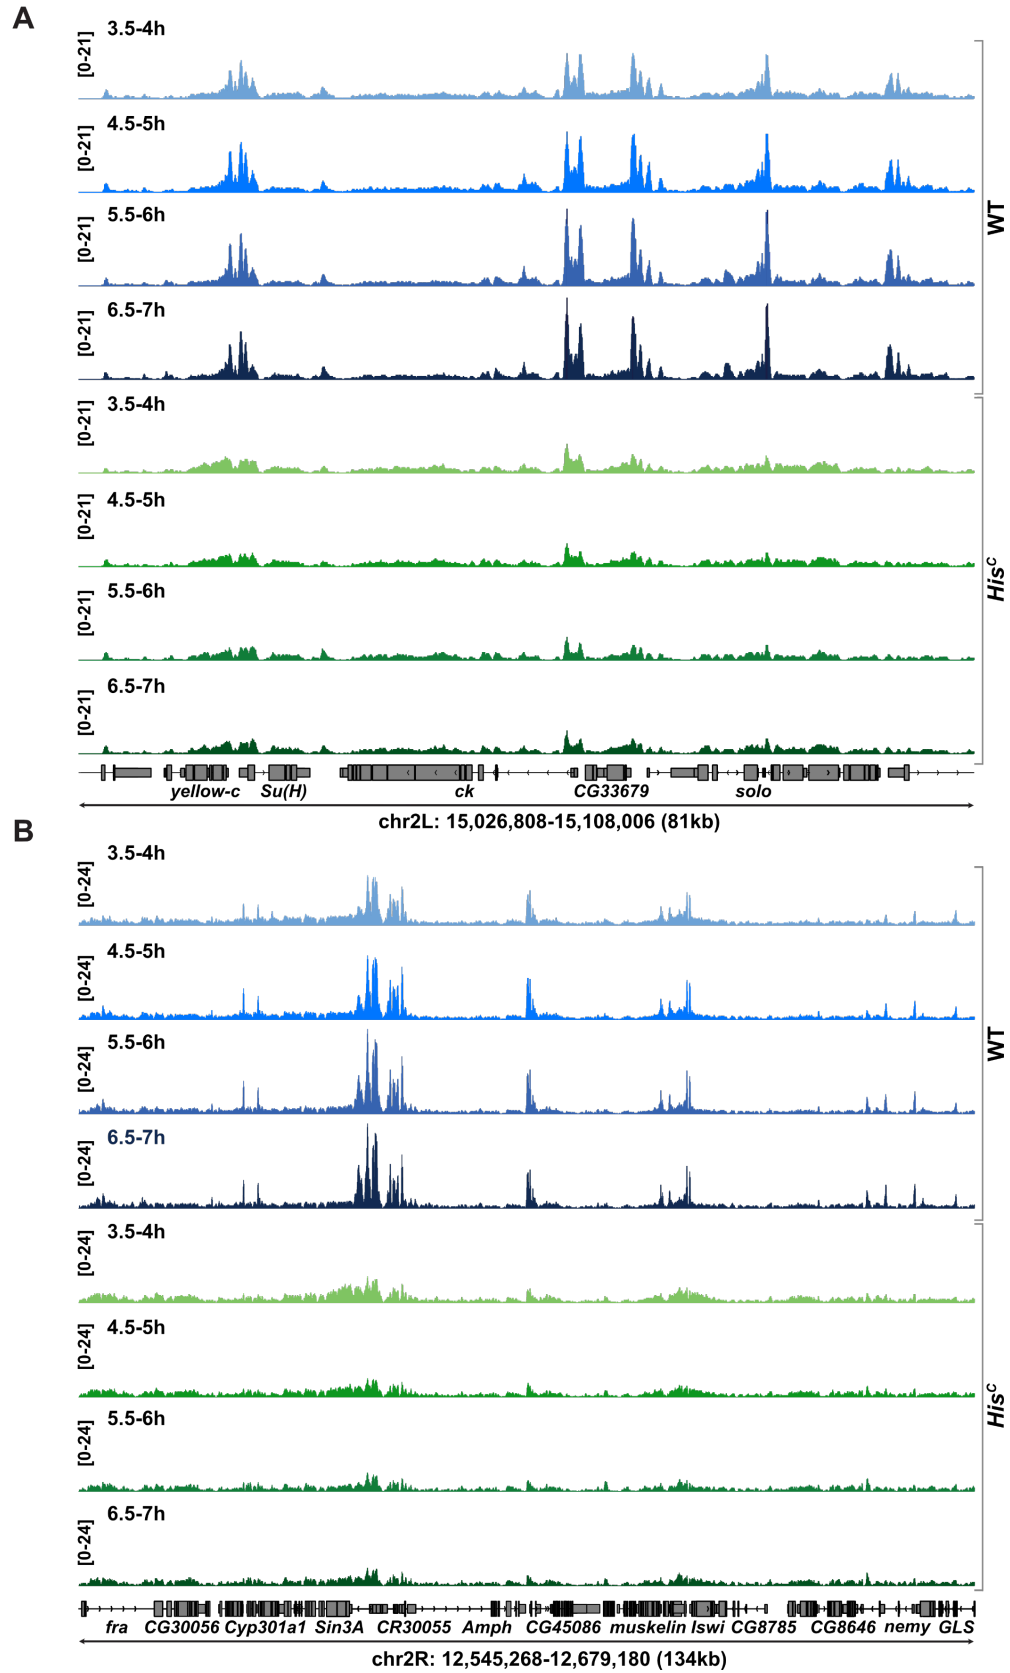 A
3.5-4h
[0-21]
4.5-5h
[0-21]
5.5-6h
[0-21]
6.5-7h
[0-21]
WT
3.5-4h
[0-21]
4.5-5h
[0-21]
5.5-6h
[0-21]
6.5-7h
[0-21]
Hisᶜ
yellow-c Su(H) ck CG33679 solo
chr2L: 15,026,808-15,108,006 (81kb)
B
3.5-4h
[0-24]
4.5-5h
[0-24]
5.5-6h
[0-24]
6.5-7h
[0-24]
WT
3.5-4h
[0-24]
4.5-5h
[0-24]
5.5-6h
[0-24]
6.5-7h
[0-24]
Hisᶜ
fra CG30056 Cyp301a1 Sin3A CR30055 Amph CG45086 muskelin Iswi CG8785 CG8646 nemy GLS
chr2R: 12,545,268-12,679,180 (134kb)